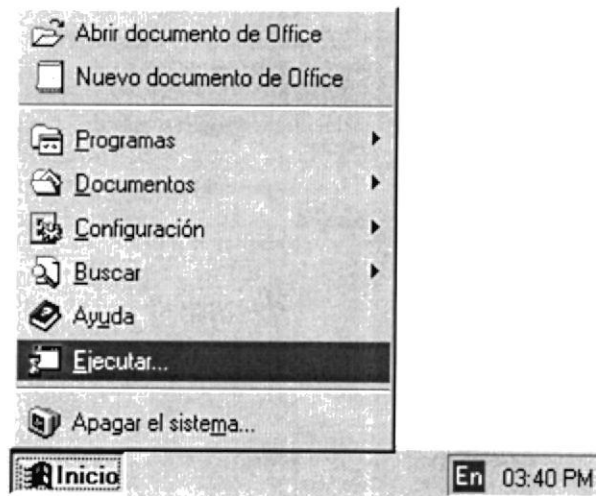 Abrir documento de Office
Nuevo documento de Office
Programas
Documentos
Configuración
Buscar
Ayuda
Ejecutar...
Apagar el sistema...
Inicio
En 03:40 PM